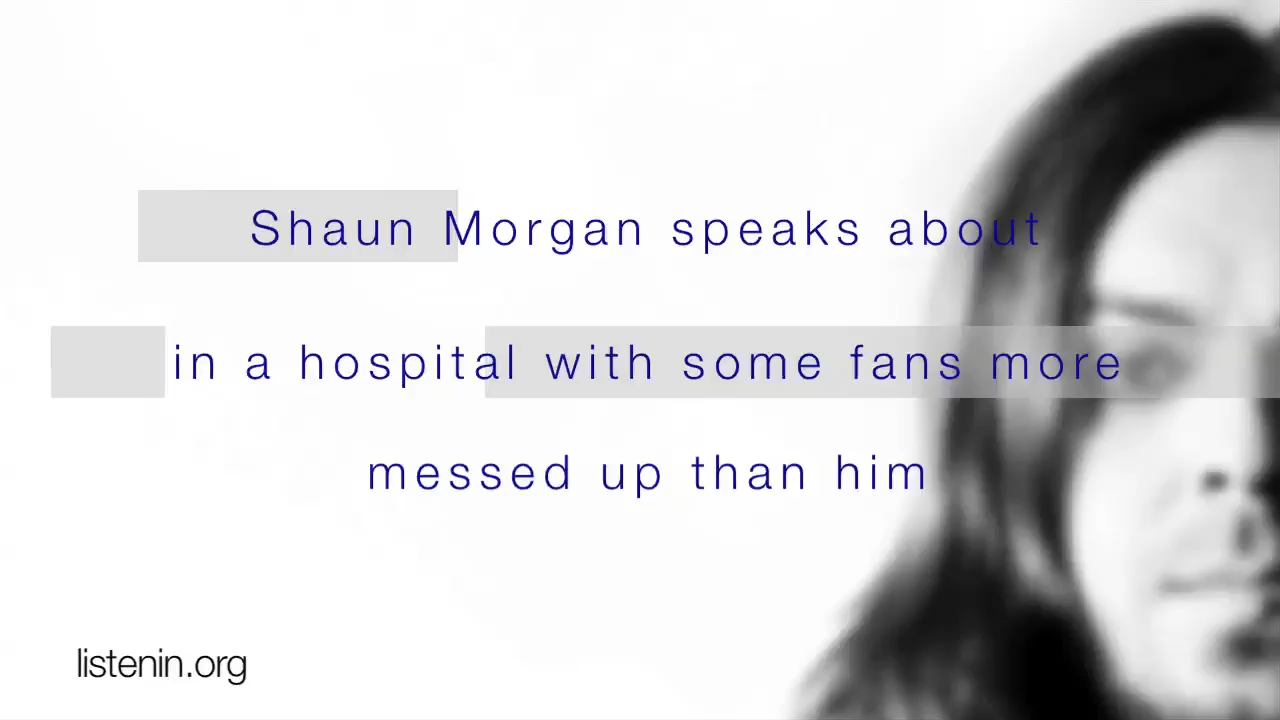 Shaun Morgan speaks about
in a hospital with some fans more
messed up than him
listenin.org